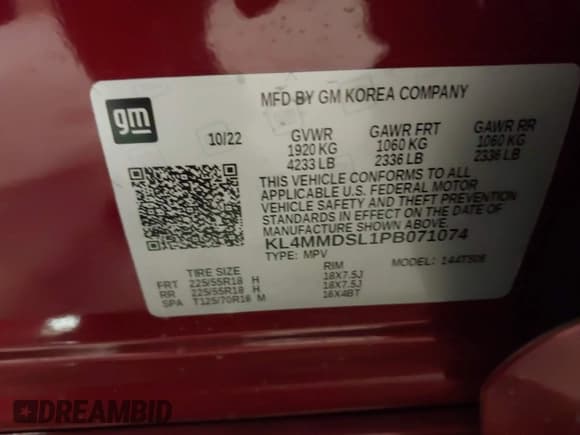 gm
MFD BY GM KOREA COMPANY
10/22 GVWR GAWR FRT GAWR RR
1920 KG 1060 KG 1060 KG
4233 LB 2336 LB 2336 LB
THIS VEHICLE CONFORMS TO ALL
APPLICABLE U.S. FEDERAL MOTOR
VEHICLE SAFETY AND THEFT PREVENTION
STANDARDS IN EFFECT ON THE DATE OF
MANUFACTURE SHOWN ABOVE.
KL4MMDSL1PB071074
TYPE: MPV MODEL:
TIRE SIZE RIM
FRT 225/55R18 H 18X7.5J
RR 225/55R18 H 18X7.5J
SPA T125/70R16 M 16X4BT
DREAMBID